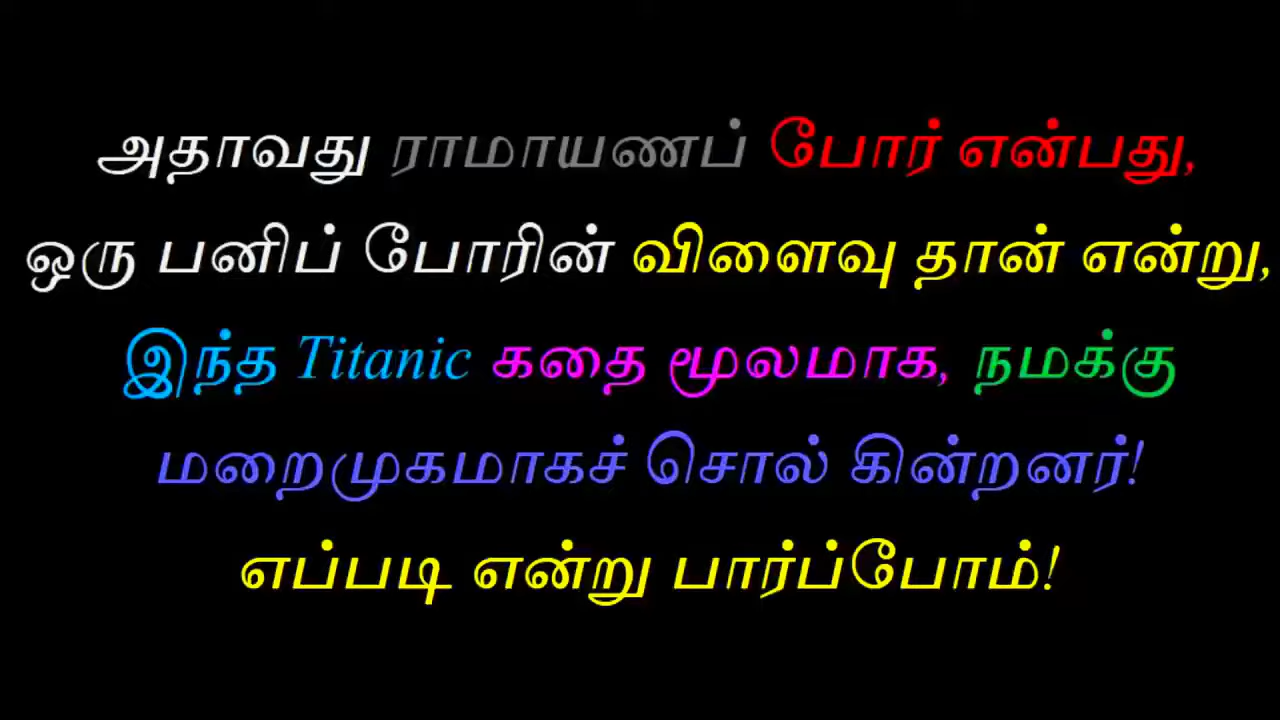 அதாவது ராமாயணப் போர் என்பது,
ஒரு பனிப் போரின் விளைவு தான் என்று,
இந்த Titanic கதை மூலமாக, நமக்கு
மறைமுகமாகச் சொல் கின்றனர்!
எப்படி என்று பார்ப்போம்!